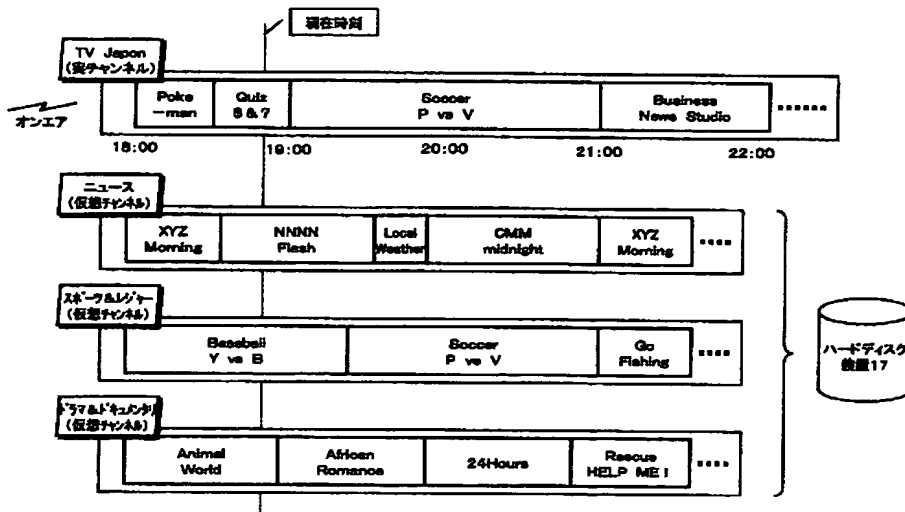 現在時刻
TV Japon
(実チャンネル)
オンエア
Poke
-man
Quiz
5 & 7
Soccer
P vs V
Business
News Studio
18:00
19:00
20:00
21:00
22:00
ニュース
(仮想チャンネル)
XYZ
Morning
NNNN
Flash
Local
Weather
CMM
midnight
XYZ
Morning
スポーツ&レジャー
(仮想チャンネル)
Baseball
Y vs B
Soccer
P vs V
Go
Fishing
ハードディスク
装置17
ドラマ&ドキュメンタリ
(仮想チャンネル)
Animal
World
African
Romance
24Hours
Rescue
HELP ME!